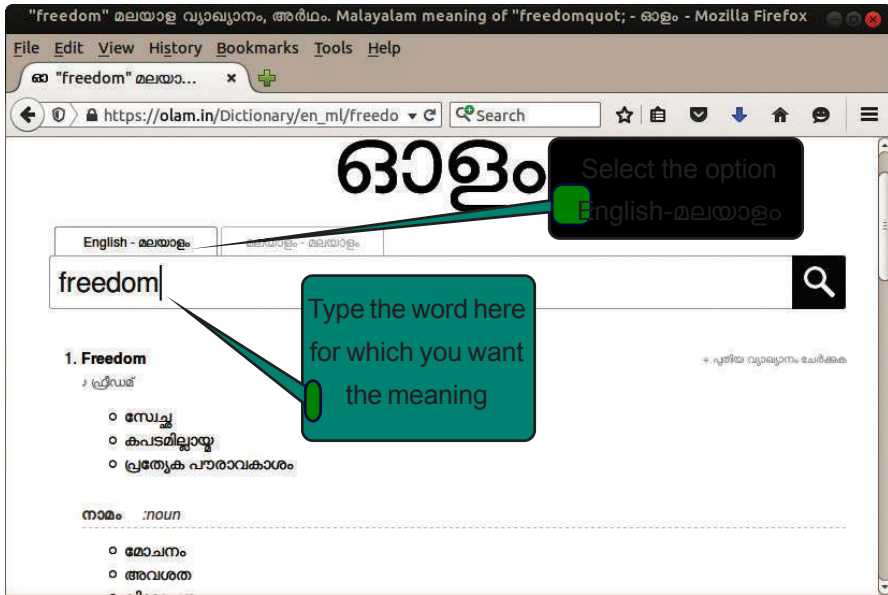 "freedom" മലയാള വ്യാഖ്യാനം, അർഥം. Malayalam meaning of "freedomquot; - ഓളം - Mozilla Firefox
File Edit View History Bookmarks Tools Help
ഓ "freedom" മലയാ...
https://olam.in/Dictionary/en_ml/freedo Search
ഓളം
Select the option
English-മലയാളം
English - മലയാളം മലയാളം - മലയാളം
freedom
Type the word here
for which you want
the meaning
1. Freedom + പുതിയ വ്യാഖ്യാനം ചേർക്കുക
♪ ഫ്രീഡമ്
സ്വേച്ഛ
കപടമില്ലായ്മ
പ്രത്യേക പൗരാവകാശം
നാമം :noun
മോചനം
അവശത